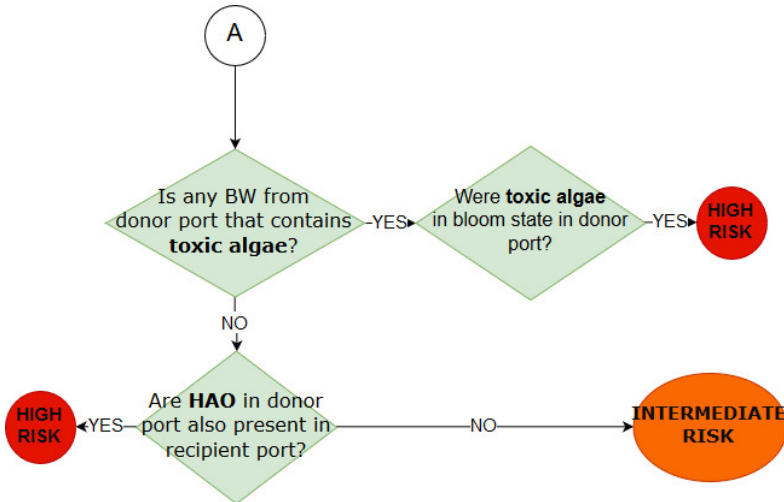 A
Is any BW from
donor port that contains
toxic algae?
YES
Were toxic algae
in bloom state in donor
port?
YES
HIGH
RISK
NO
HIGH
RISK
YES
Are HAO in donor
port also present in
recipient port?
NO
INTERMEDIATE
RISK